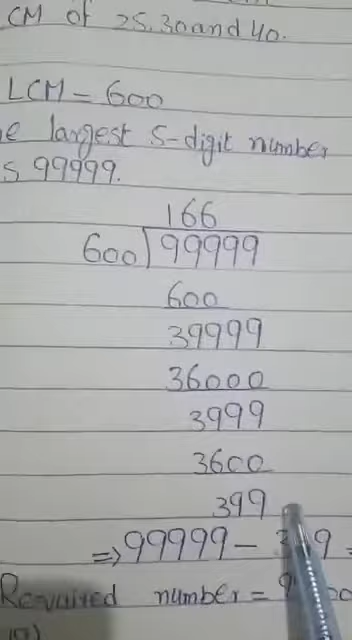 CM of 25,30 and 40.
LCM = 600
e largest 5-digit number
s 99999.
166
600)99999
600
39999
36000
3999
3600
399
⇒ 99999 -
Required number =